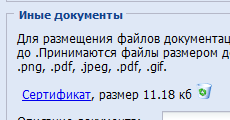 Иные документы
Для размещения файлов документац
до .Принимаются файлы размером до
.png, .pdf, .jpeg, .pdf, .gif.
Сертификат, размер 11.18 кб